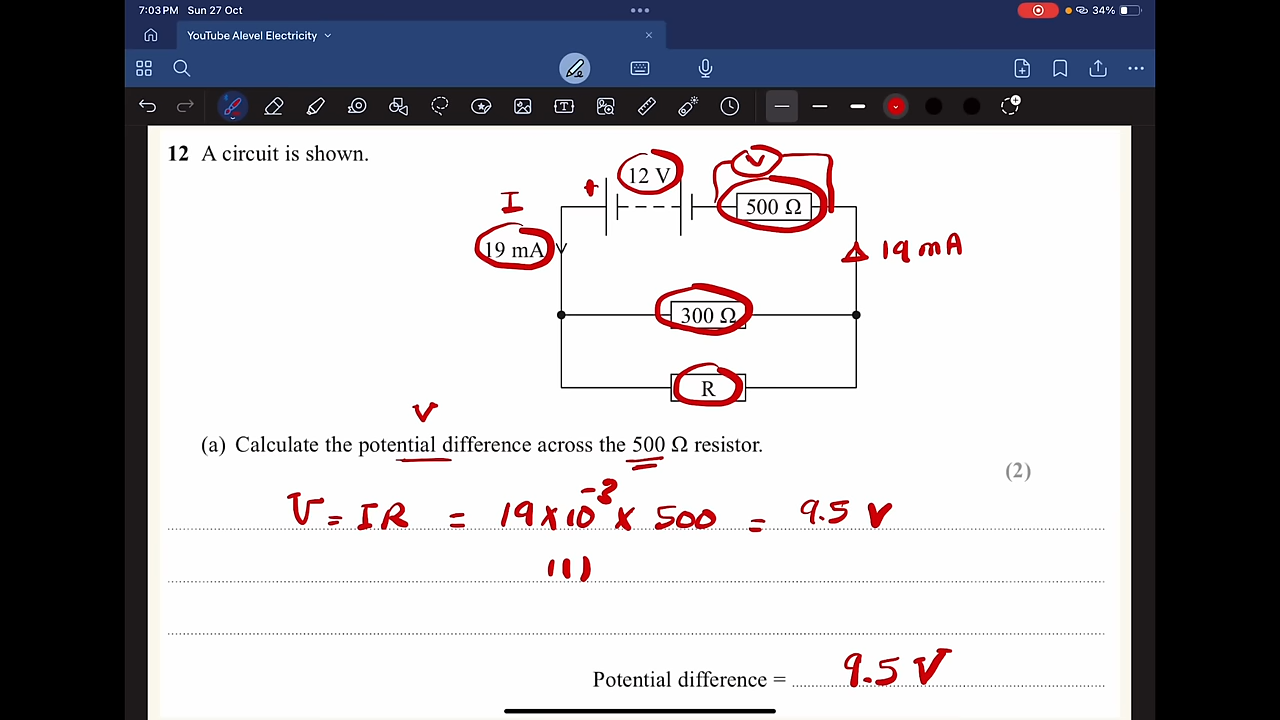 7:03 PM Sun 27 Oct
34%
YouTube Alevel Electricity
12 A circuit is shown.
V
12 V
+
500 Ω
I
19 mA
19 mA
300 Ω
R
V
(a) Calculate the potential difference across the 500 Ω resistor.
(2)
V = IR = 19 x 10⁻³ x 500 = 9.5 V
(1)
Potential difference = 9.5 V